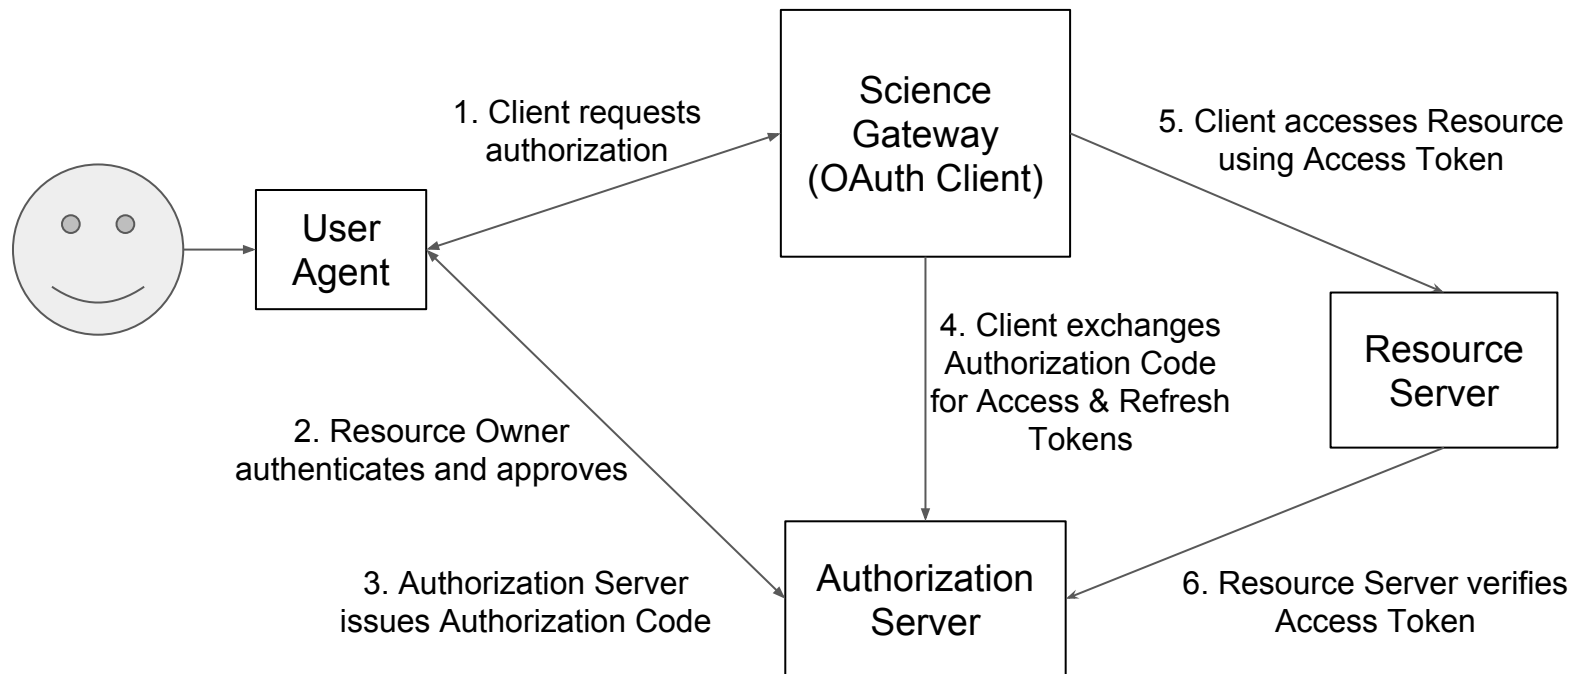 Science
Gateway
(OAuth Client)
1. Client requests
authorization
5. Client accesses Resource
using Access Token
User
Agent
4. Client exchanges
Authorization Code
for Access & Refresh
Tokens
Resource
Server
2. Resource Owner
authenticates and approves
3. Authorization Server
issues Authorization Code
Authorization
Server
6. Resource Server verifies
Access Token